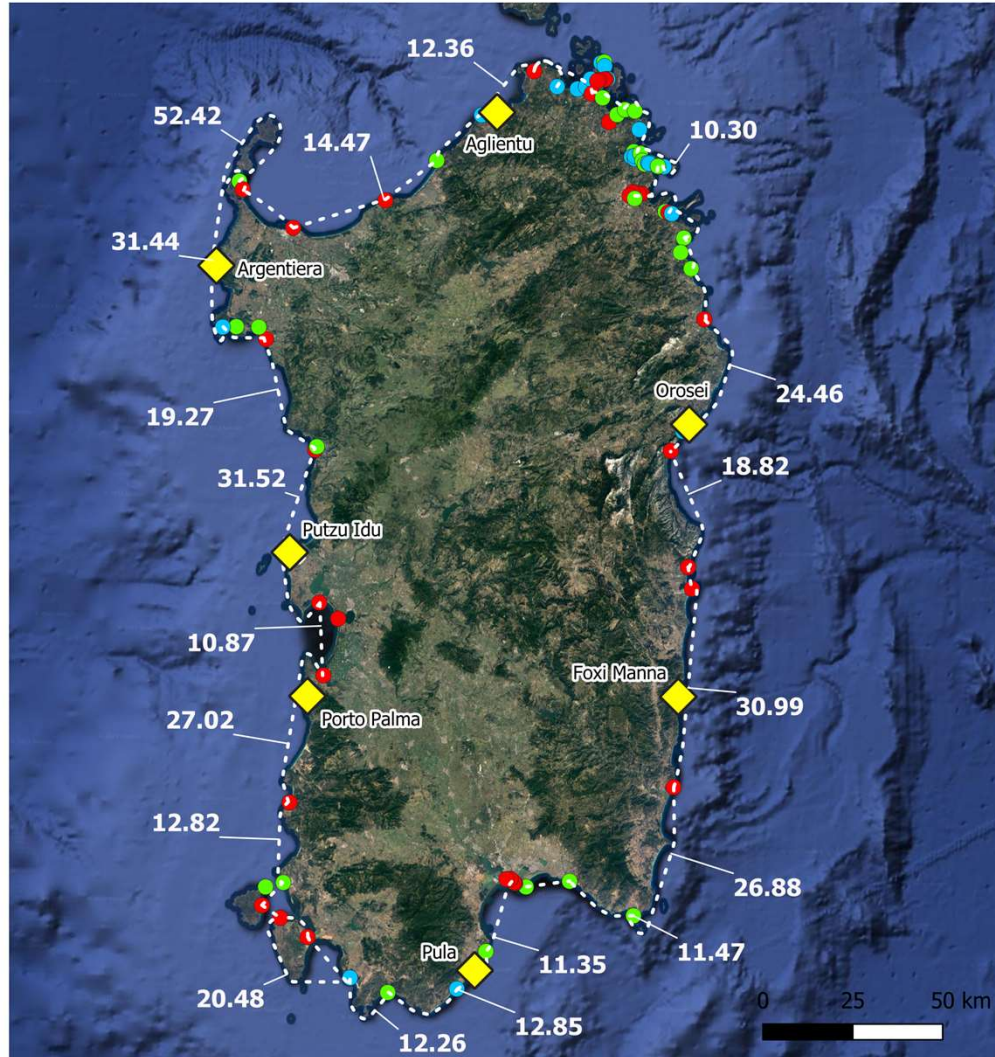 12.36
52.42
14.47
10.30
Aglientu
31.44
Argentiera
24.46
Orosei
19.27
18.82
31.52
Putzu Idu
10.87
Foxi Manna
30.99
27.02
Porto Palma
12.82
26.88
Pula
11.47
11.35
20.48
12.85
12.26
0 25 50 km